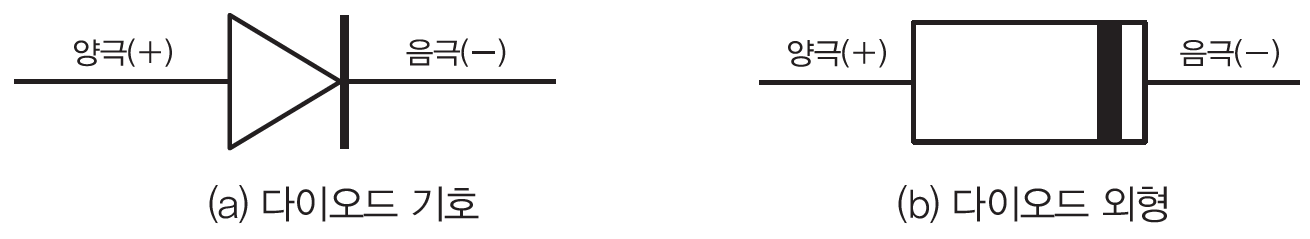 양극(+) 음극(-) 양극(+) 음극(-)
(a) 다이오드 기호 (b) 다이오드 외형